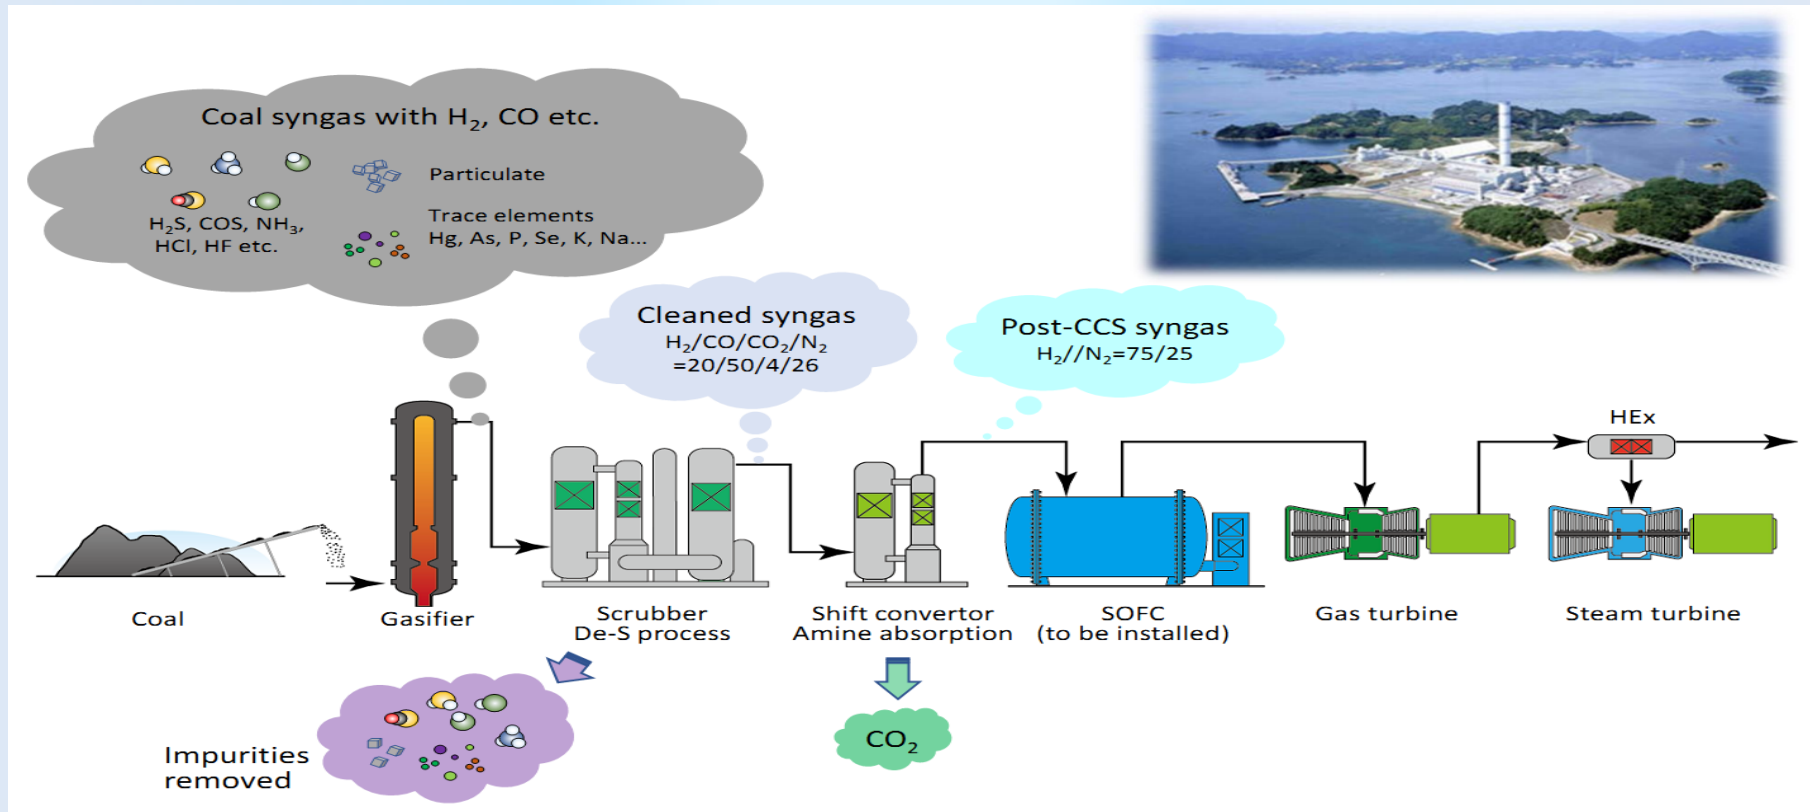 Coal syngas with H₂, CO etc.
Particulate
H₂S, COS, NH₃,
HCl, HF etc.
Trace elements
Hg, As, P, Se, K, Na...
Cleaned syngas
H₂/CO/CO₂/N₂
=20/50/4/26
Post-CCS syngas
H₂//N₂=75/25
HEx
Coal
Gasifier
Scrubber
De-S process
Shift convertor
Amine absorption
SOFC
(to be installed)
Gas turbine
Steam turbine
Impurities
removed
CO₂